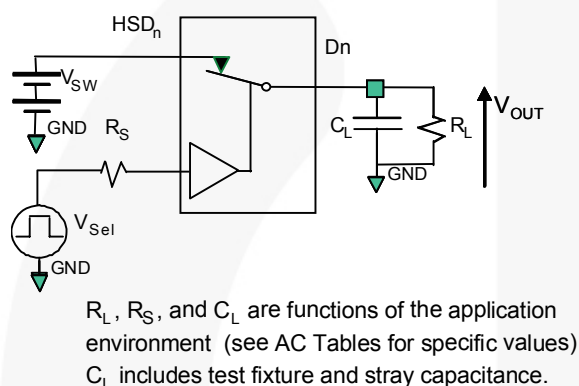 HSDn
Dn
VSW
GND
RS
CL
RL
VOUT
GND
VSel
GND
RL, RS, and CL are functions of the application
environment (see AC Tables for specific values)
CL includes test fixture and stray capacitance.